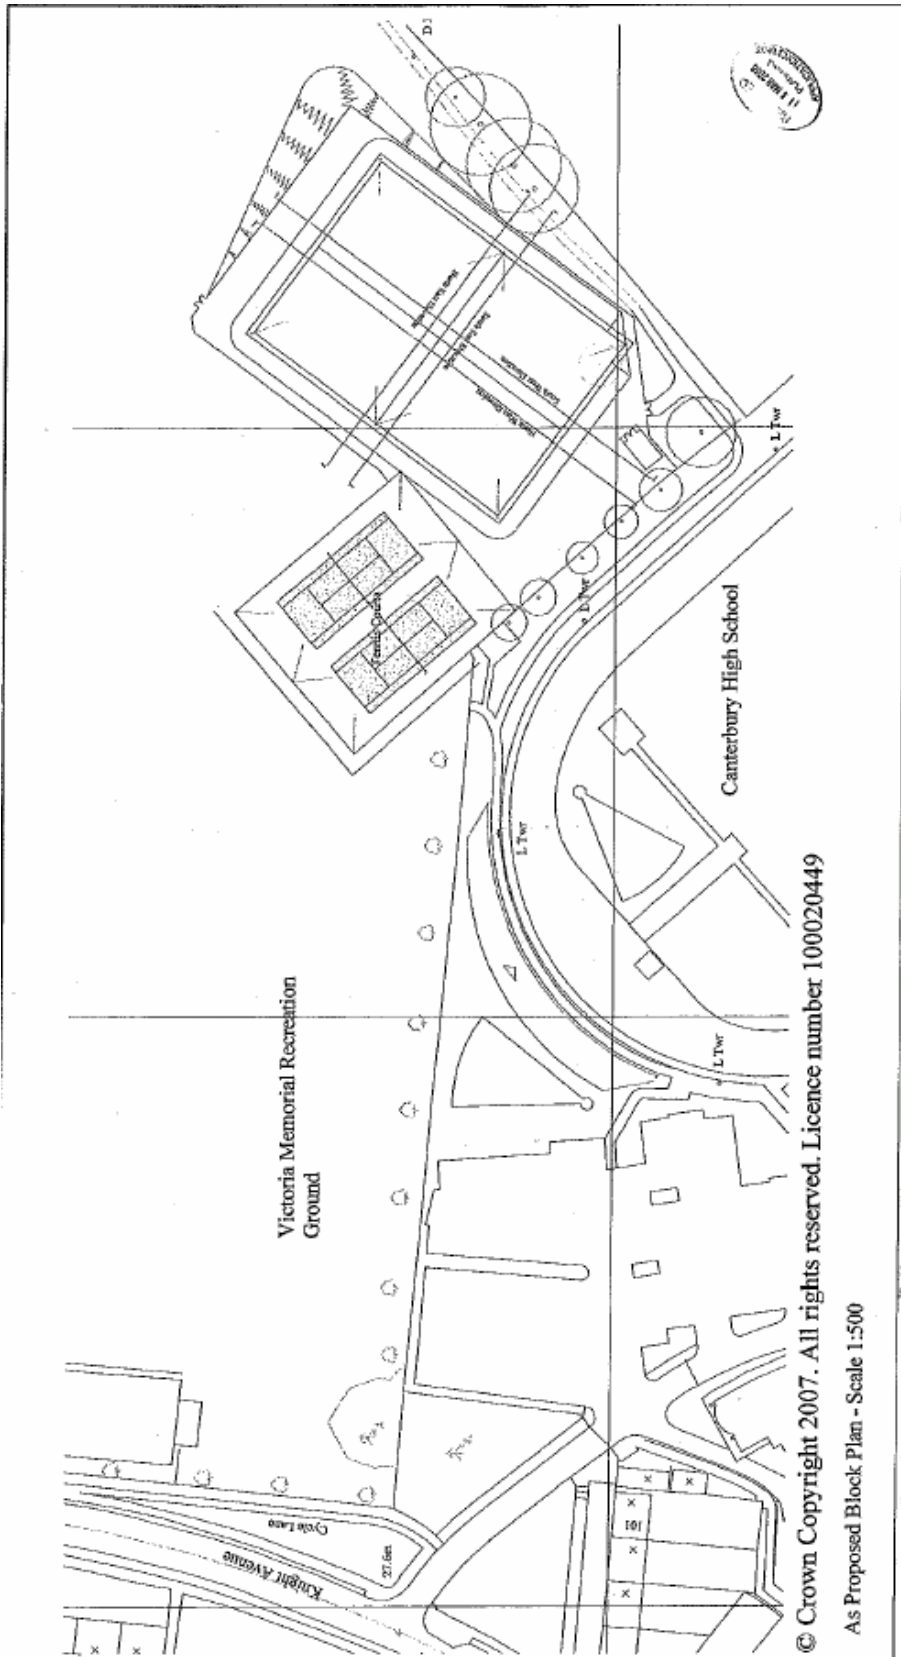 Victoria Memorial Recreation
Ground
Canterbury High School
Tennis Courts
L Twr
L Twr
L Twr
L Twr
Cycle Lane
Knight Avenue
27.6m
101
© Crown Copyright 2007. All rights reserved. Licence number 100020449
As Proposed Block Plan - Scale 1:500